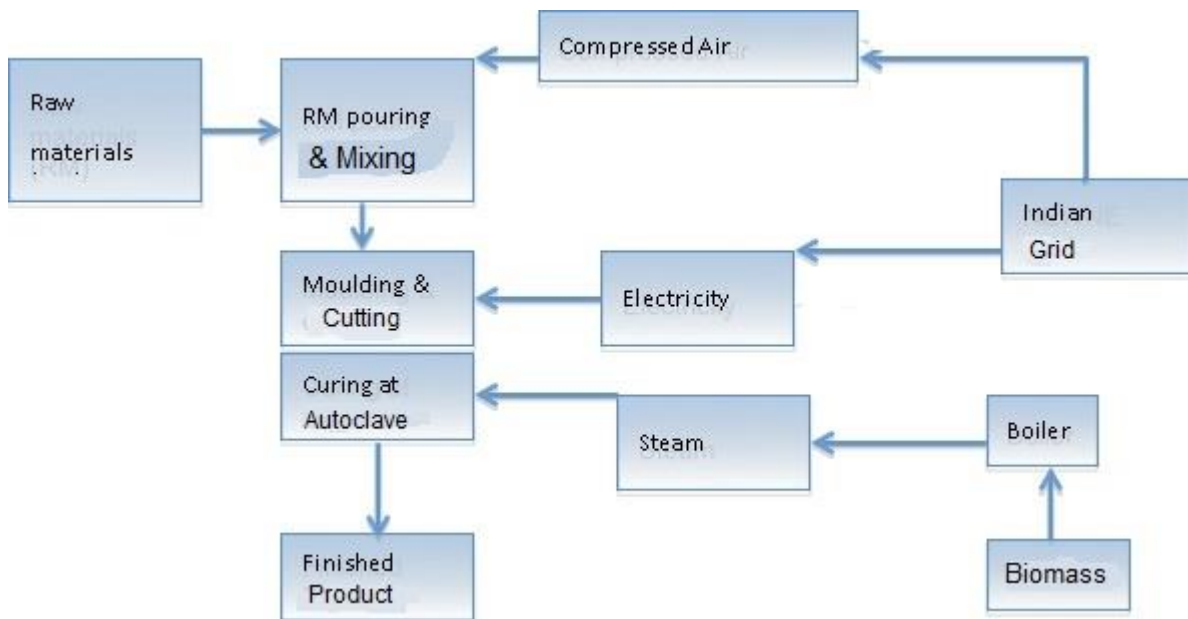 Compressed Air
Raw
materials
(RM)
RM pouring
& Mixing
Indian
Grid
Moulding &
Cutting
Electricity
Curing at
Autoclave
Steam
Boiler
Finished
Product
Biomass